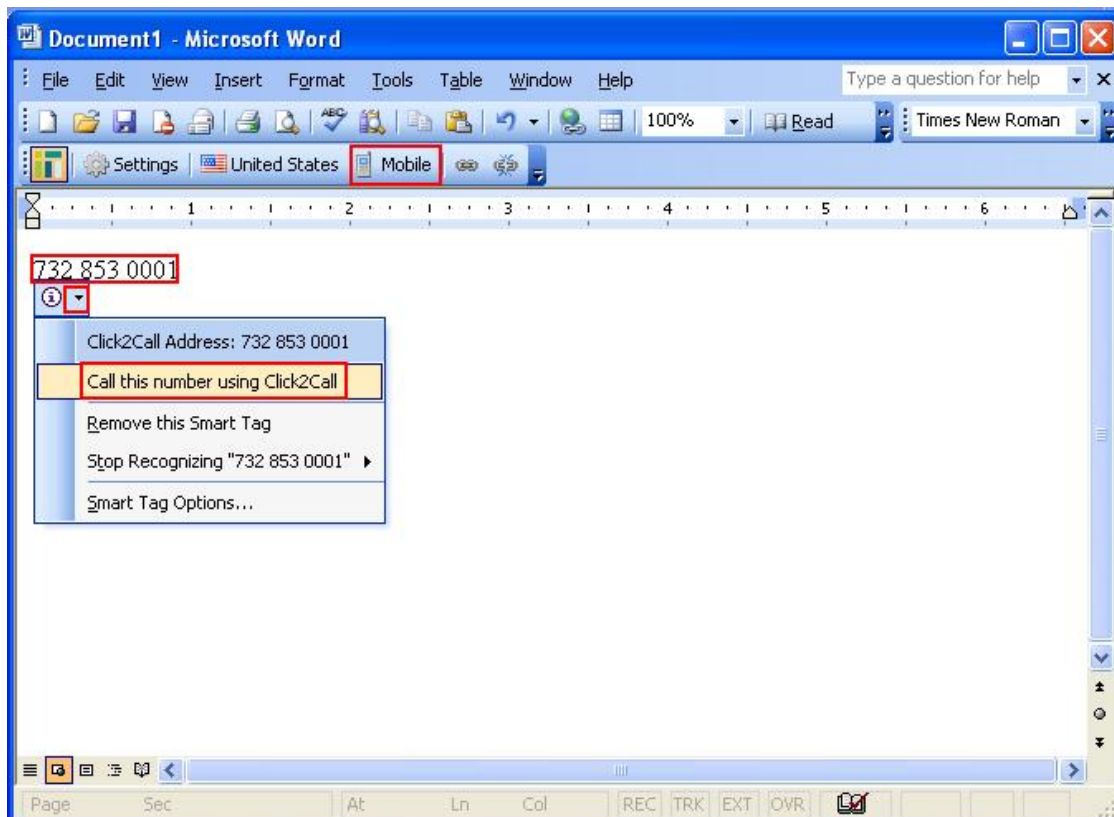 Document1 - Microsoft Word
File Edit View Insert Format Tools Table Window Help Type a question for help
ABC 100% Read Times New Roman
Settings United States Mobile
1 2 3 4 5 6
732 853 0001
Click2Call Address: 732 853 0001
Call this number using Click2Call
Remove this Smart Tag
Stop Recognizing "732 853 0001"
Smart Tag Options...
Page Sec At Ln Col REC TRK EXT OVR